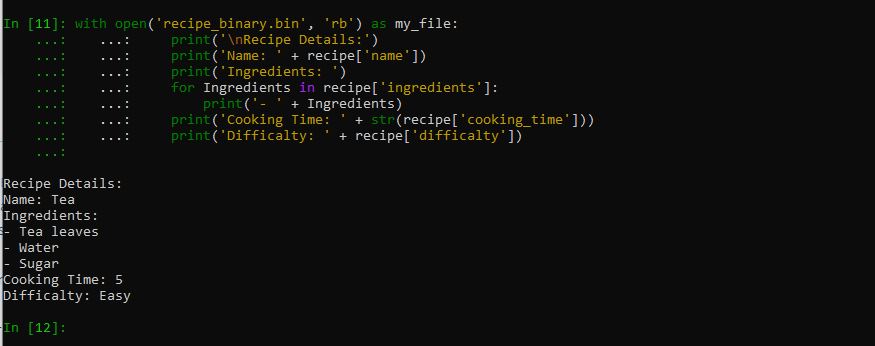 In [11]: with open('recipe_binary.bin', 'rb') as my_file:
    ...:     ...:     print('\nRecipe Details:')
    ...:     ...:     print('Name: ' + recipe['name'])
    ...:     ...:     print('Ingredients: ')
    ...:     ...:     for Ingredients in recipe['ingredients']:
    ...:     ...:         print('- ' + Ingredients)
    ...:     ...:     print('Cooking Time: ' + str(recipe['cooking_time']))
    ...:     ...:     print('Difficalty: ' + recipe['difficalty'])
    ...:
Recipe Details:
Name: Tea
Ingredients:
- Tea leaves
- Water
- Sugar
Cooking Time: 5
Difficalty: Easy
In [12]: